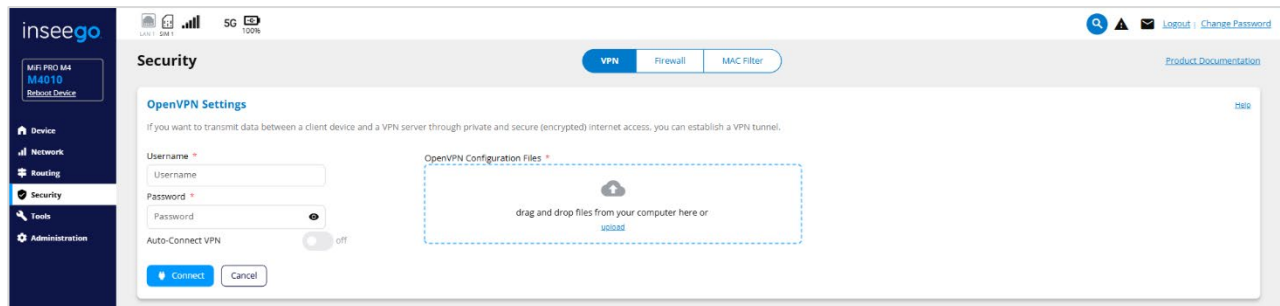 inseego
LAN 1 SIM 1 5G 100%
Logout | Change Password
MiFi PRO M4
M4010
Reboot Device
Security
VPN Firewall MAC Filter
Product Documentation
OpenVPN Settings
Help
If you want to transmit data between a client device and a VPN server through private and secure (encrypted) internet access, you can establish a VPN tunnel.
Device
Network
Routing
Security
Tools
Administration
Username *
Username
Password *
Password
Auto-Connect VPN off
OpenVPN Configuration Files *
drag and drop files from your computer here or
upload
Connect Cancel